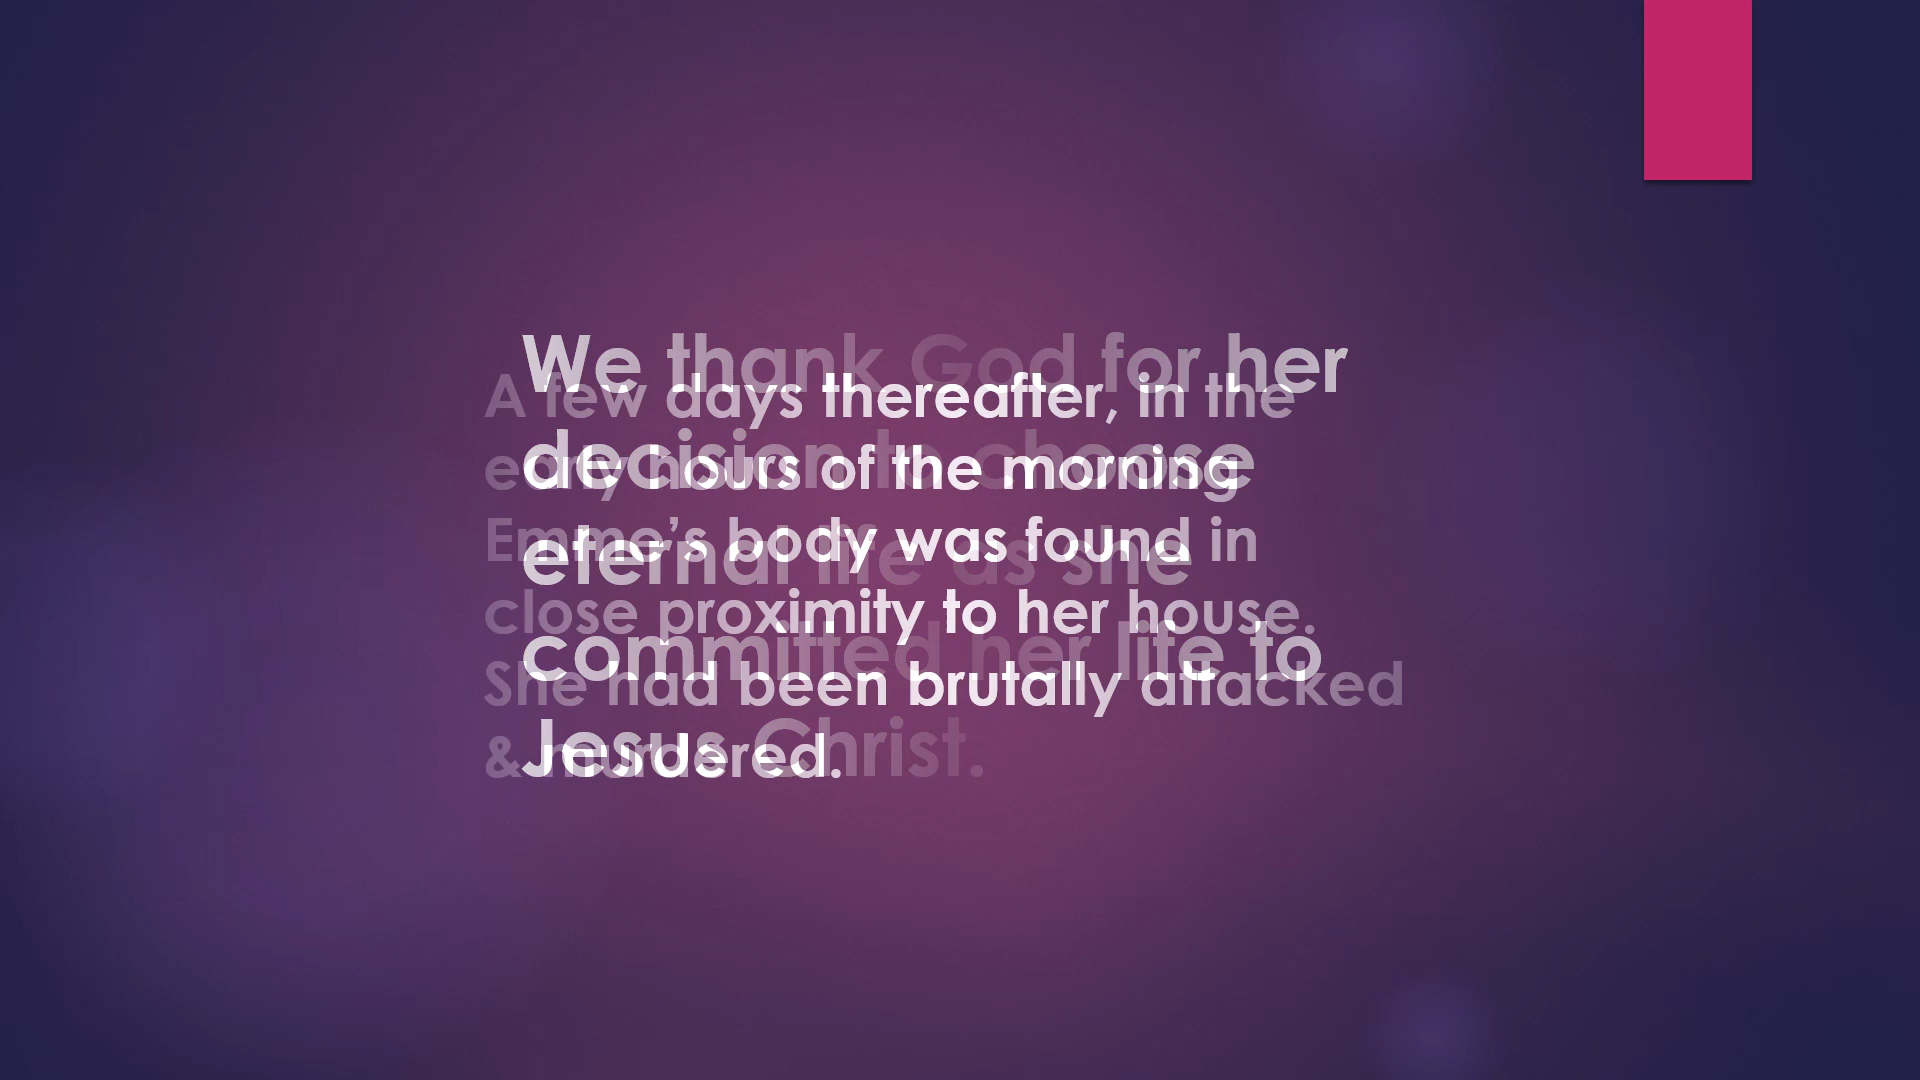 We thank God for her
decision to choose
eternal life as she
committed her life to
Jesus Christ.
A few days thereafter, in the
early hours of the morning
Emme’s body was found in
close proximity to her house.
She had been brutally attacked
& murdered.